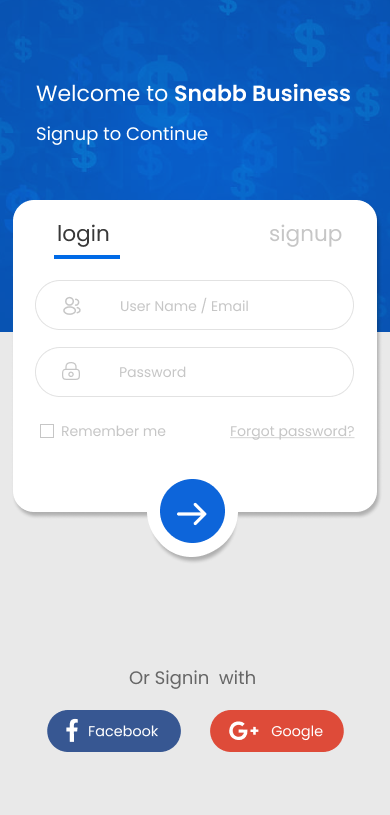 Welcome to Snabb Business
Signup to Continue
login signup
User Name / Email
Password
Remember me Forgot password?
Or Signin with
Facebook Google